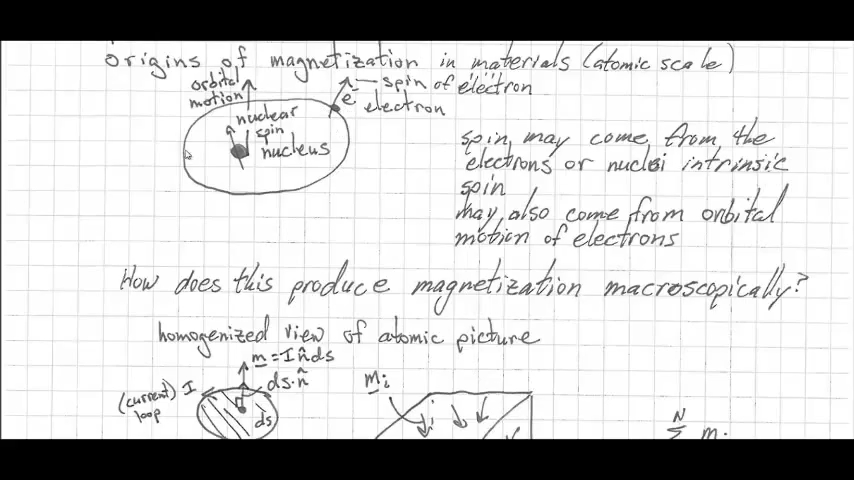 origins of magnetization in materials (atomic scale)
orbital
motion
spin of electron
e⁻ electron
nuclear
spin
nucleus
spin may come from the
electrons or nuclei intrinsic
spin
may also come from orbital
motion of electrons
How does this produce magnetization macroscopically?
homogenized view of atomic picture
m = I n̂ ds
ds·n̂
(current) I
loop
ds
mi
N
Σ m